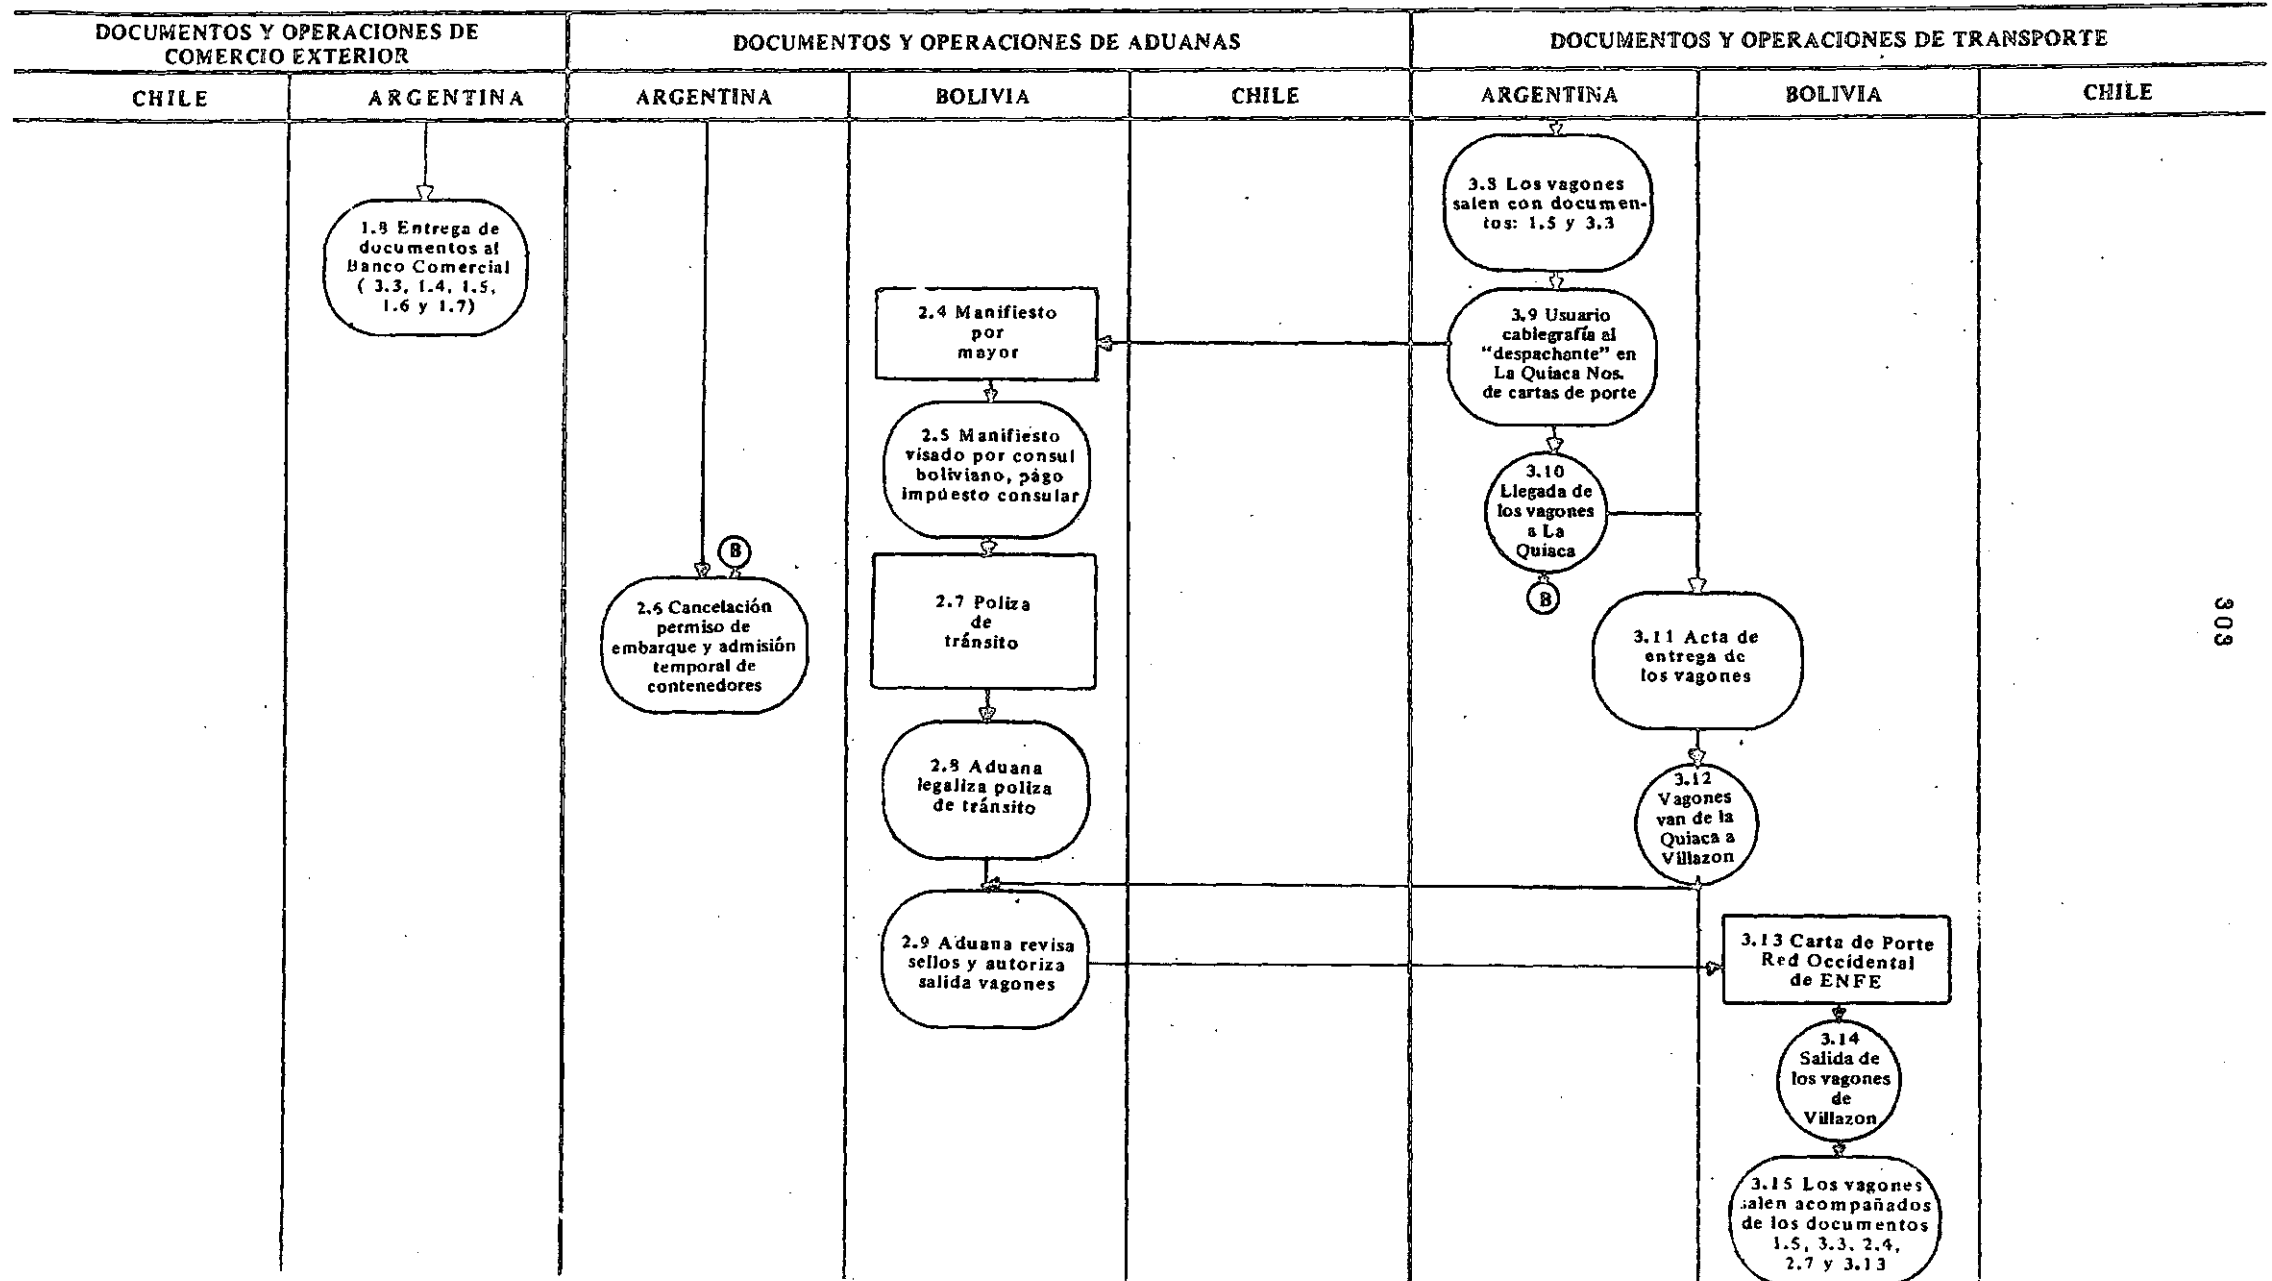 DOCUMENTOS Y OPERACIONES DE
COMERCIO EXTERIOR
DOCUMENTOS Y OPERACIONES DE ADUANAS
DOCUMENTOS Y OPERACIONES DE TRANSPORTE
CHILE
ARGENTINA
ARGENTINA
BOLIVIA
CHILE
ARGENTINA
BOLIVIA
CHILE
1.8 Entrega de
documentos al
Banco Comercial
( 3.3, 1.4, 1.5,
1.6 y 1.7)
B
2.6 Cancelación
permiso de
embarque y admisión
temporal de
contenedores
2.4 Manifiesto
por
mayor
2.5 Manifiesto
visado por consul
boliviano, págo
impúesto consular
2.7 Poliza
de
tránsito
2.8 Aduana
legaliza poliza
de tránsito
2.9 Aduana revisa
sellos y autoriza
salida vagones
3.8 Los vagones
salen con documen-
tos: 1.5 y 3.3
3.9 Usuario
cablegrafía al
“despachante” en
La Quiaca Nos.
de cartas de porte
3.10
Llegada de
los vagones
a La
Quiaca
B
3.11 Acta de
entrega de
los vagones
3.12
Vagones
van de la
Quiaca a
Villazon
3.13 Carta de Porte
Red Occidental
de ENFE
3.14
Salida de
los vagones
de
Villazon
3.15 Los vagones
salen acompañados
de los documentos
1.5, 3.3, 2.4,
2.7 y 3.13
303